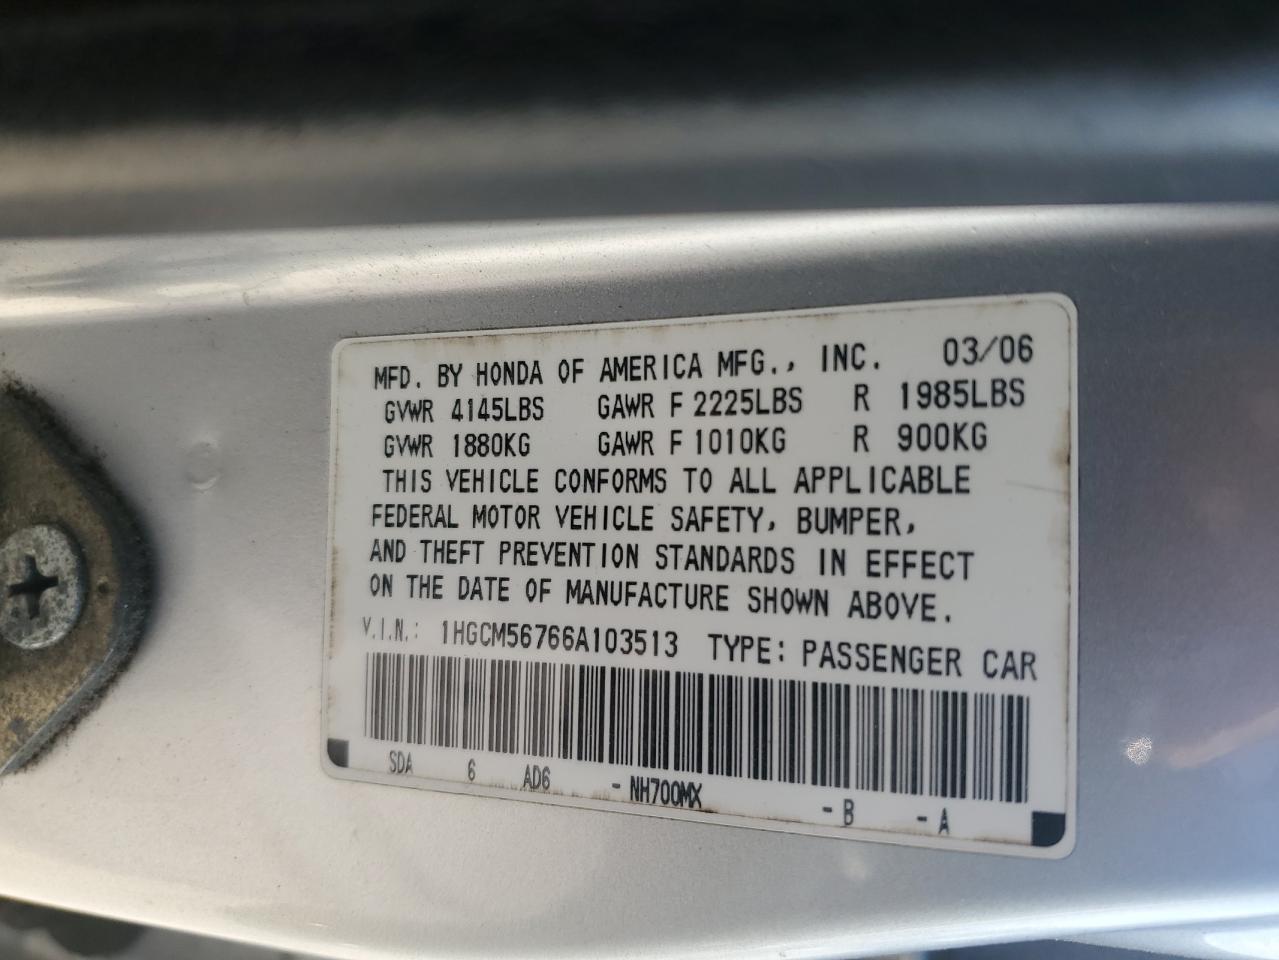 MFD. BY HONDA OF AMERICA MFG., INC. 03/06
GVWR 4145LBS GAWR F 2225LBS R 1985LBS
GVWR 1880KG GAWR F 1010KG R 900KG
THIS VEHICLE CONFORMS TO ALL APPLICABLE
FEDERAL MOTOR VEHICLE SAFETY, BUMPER,
AND THEFT PREVENTION STANDARDS IN EFFECT
ON THE DATE OF MANUFACTURE SHOWN ABOVE.
V.I.N.: 1HGCM56766A103513 TYPE: PASSENGER CAR
SDA 6 AD6 -NH700MX -B -A